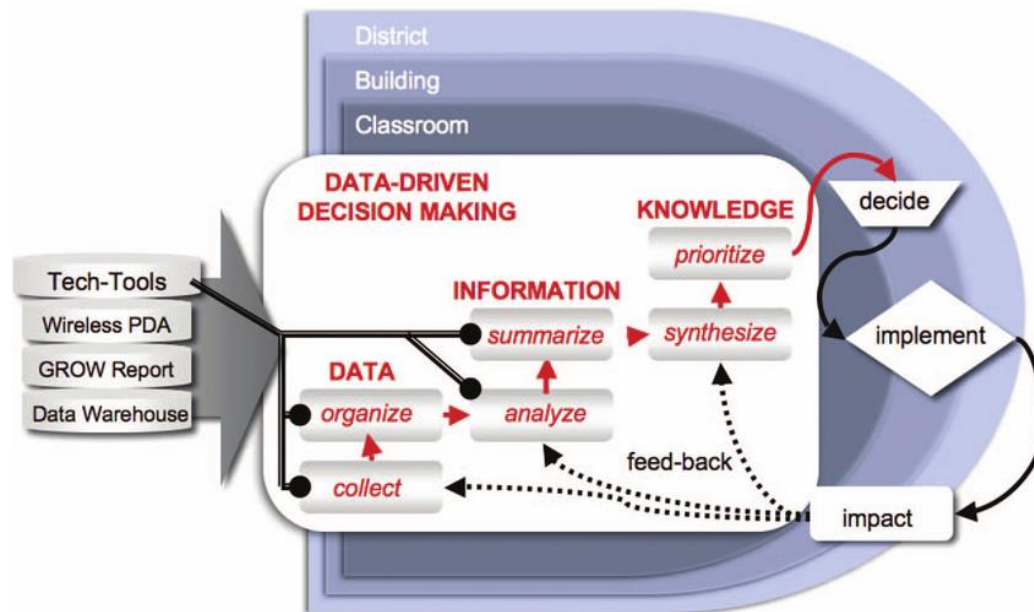 District
Building
Classroom
DATA-DRIVEN
DECISION MAKING
KNOWLEDGE
prioritize
decide
Tech-Tools
Wireless PDA
GROW Report
Data Warehouse
INFORMATION
summarize
synthesize
implement
DATA
organize
analyze
collect
feed-back
impact